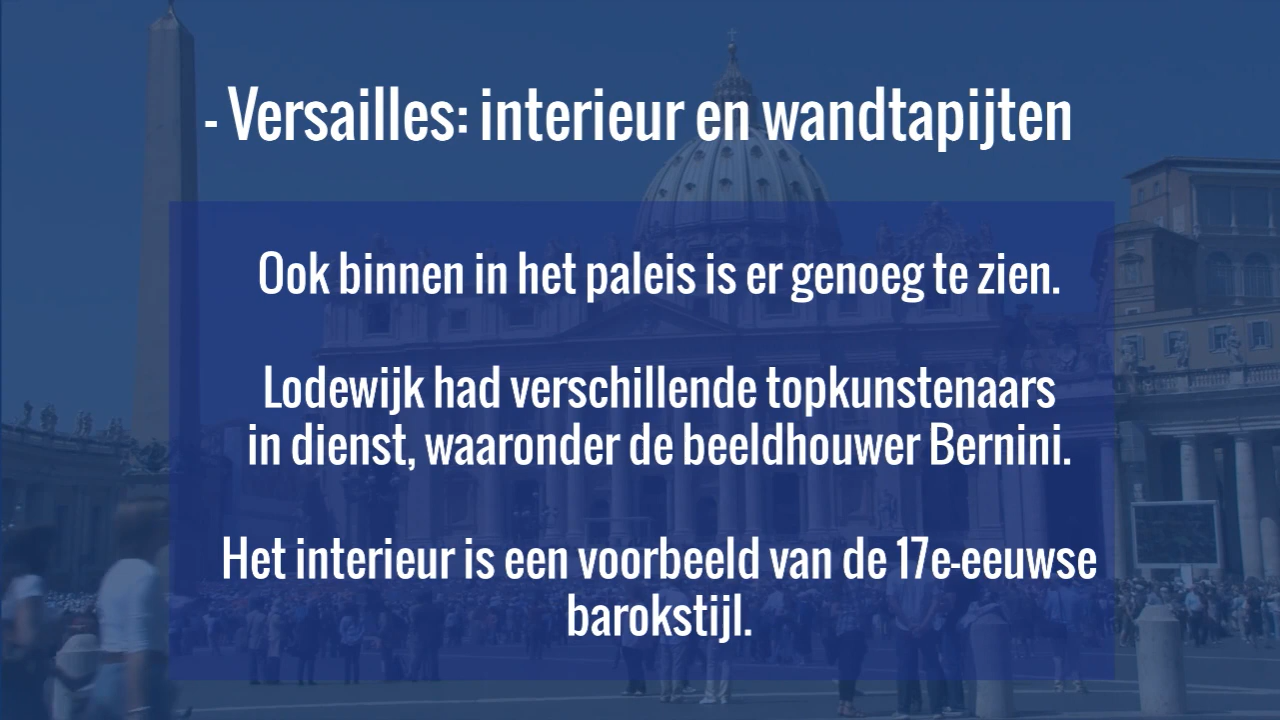 - Versailles: interieur en wandtapijten
Ook binnen in het paleis is er genoeg te zien.
Lodewijk had verschillende topkunstenaars
in dienst, waaronder de beeldhouwer Bernini.
Het interieur is een voorbeeld van de 17e-eeuwse
barokstijl.